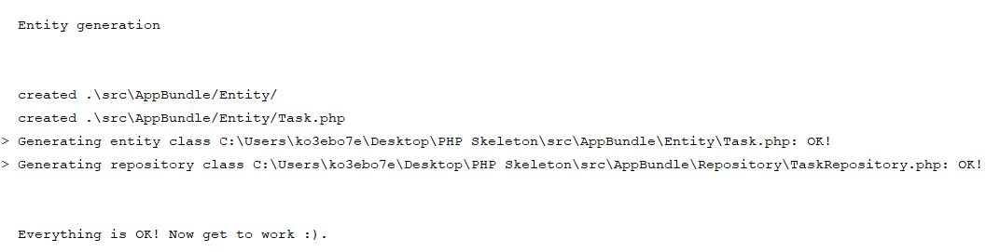 Entity generation
created .\src\AppBundle/Entity/
created .\src\AppBundle/Entity/Task.php
> Generating entity class C:\Users\ko3ebo7e\Desktop\PHP Skeleton\src\AppBundle\Entity\Task.php: OK!
> Generating repository class C:\Users\ko3ebo7e\Desktop\PHP Skeleton\src\AppBundle\Repository\TaskRepository.php: OK!
Everything is OK! Now get to work :).